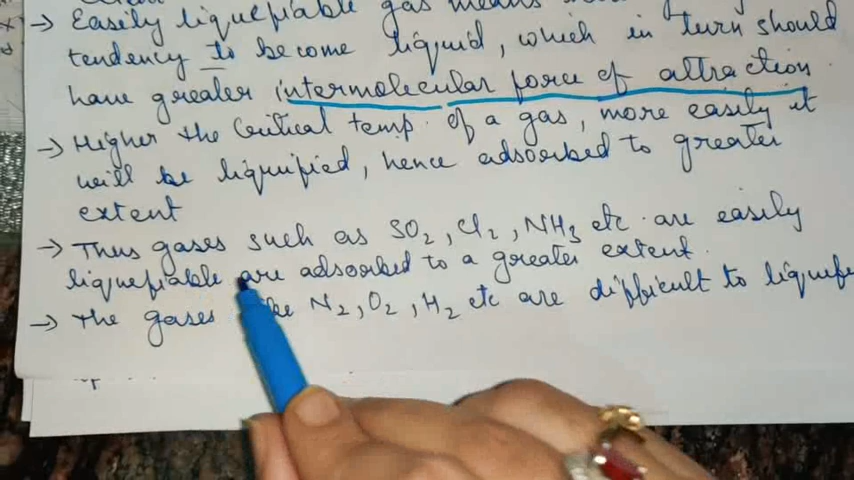 → Easily liquefiable gas means
tendency to become liquid, which in turn should
have greater intermolecular force of attraction
→ Higher the Critical temp. of a gas, more easily it
will be liquified, hence adsorbed to greater
extent
→ Thus gases such as SO2, Cl2, NH3 etc. are easily
liquefiable are adsorbed to a greater extent.
→ The gases N2, O2, H2 etc are difficult to liquefy